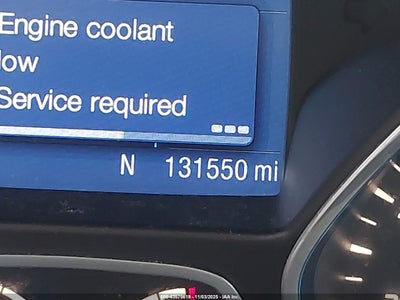 Engine coolant
low
Service required
N 131550 mi